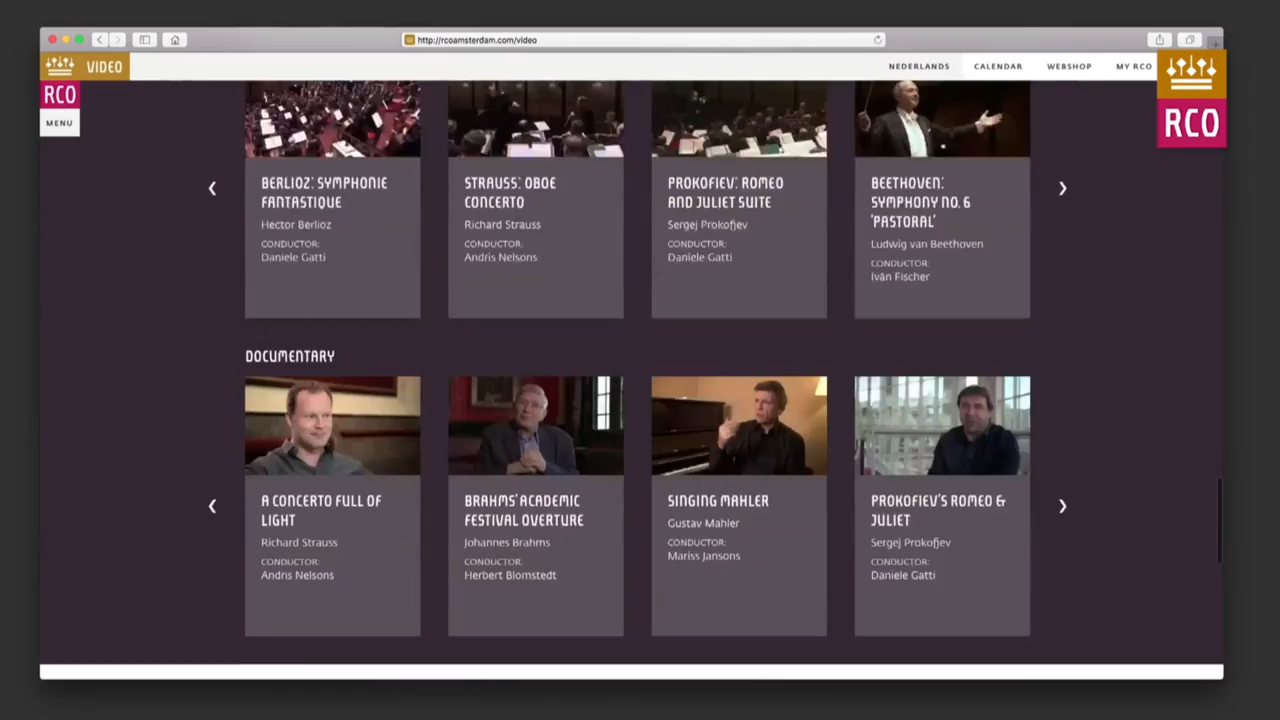 http://rcoamsterdam.com/video
VIDEO
NEDERLANDS
CALENDAR
WEBSHOP
MY RCO
RCO
MENU
RCO
BERLIOZ: SYMPHONIE
FANTASTIQUE
Hector Berlioz
CONDUCTOR:
Daniele Gatti
STRAUSS: OBOE
CONCERTO
Richard Strauss
CONDUCTOR:
Andris Nelsons
PROKOFIEV: ROMEO
AND JULIET SUITE
Sergej Prokofjev
CONDUCTOR:
Daniele Gatti
BEETHOVEN:
SYMPHONY NO. 6
'PASTORAL'
Ludwig van Beethoven
CONDUCTOR:
Iván Fischer
DOCUMENTARY
A CONCERTO FULL OF
LIGHT
Richard Strauss
CONDUCTOR:
Andris Nelsons
BRAHMS' ACADEMIC
FESTIVAL OVERTURE
Johannes Brahms
CONDUCTOR:
Herbert Blomstedt
SINGING MAHLER
Gustav Mahler
CONDUCTOR:
Mariss Jansons
PROKOFIEV'S ROMEO &
JULIET
Sergej Prokofjev
CONDUCTOR:
Daniele Gatti